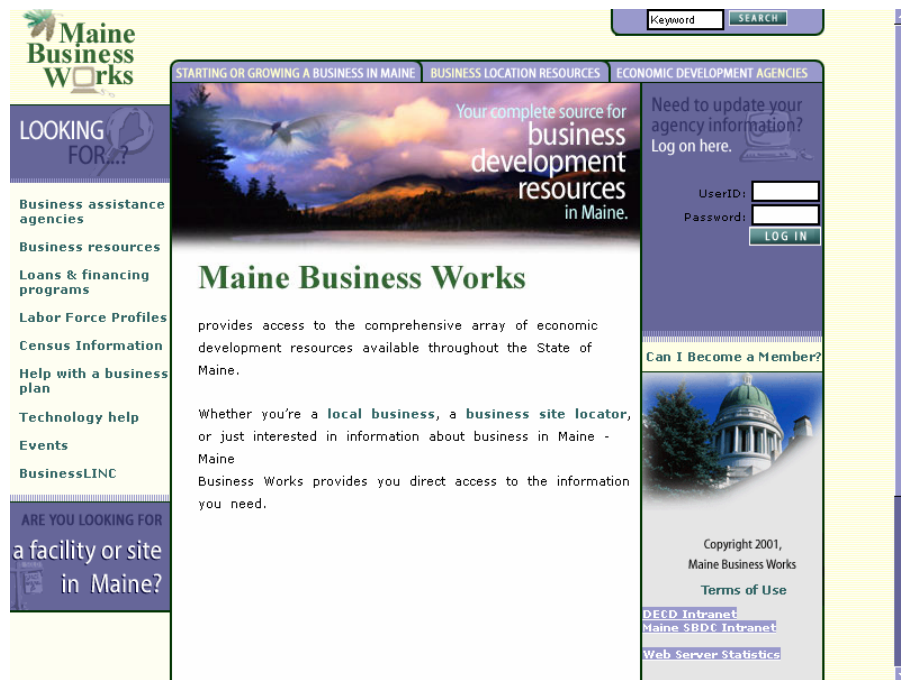 Maine
Business
W rks
Keyword
SEARCH
STARTING OR GROWING A BUSINESS IN MAINE
BUSINESS LOCATION RESOURCES
ECONOMIC DEVELOPMENT AGENCIES
LOOKING
FOR...?
Business assistance
agencies
Business resources
Loans & financing
programs
Labor Force Profiles
Census Information
Help with a business
plan
Technology help
Events
BusinessLINC
ARE YOU LOOKING FOR
a facility or site
in Maine?
Your complete source for
business
development
resources
in Maine.
Maine Business Works
provides access to the comprehensive array of economic
development resources available throughout the State of
Maine.
Whether you're a local business, a business site locator,
or just interested in information about business in Maine -
Maine
Business Works provides you direct access to the information
you need.
Need to update your
agency information?
Log on here.
UserID:
Password:
LOG IN
Can I Become a Member?
Copyright 2001,
Maine Business Works
Terms of Use
DECD Intranet
Maine SBDC Intranet
Web Server Statistics